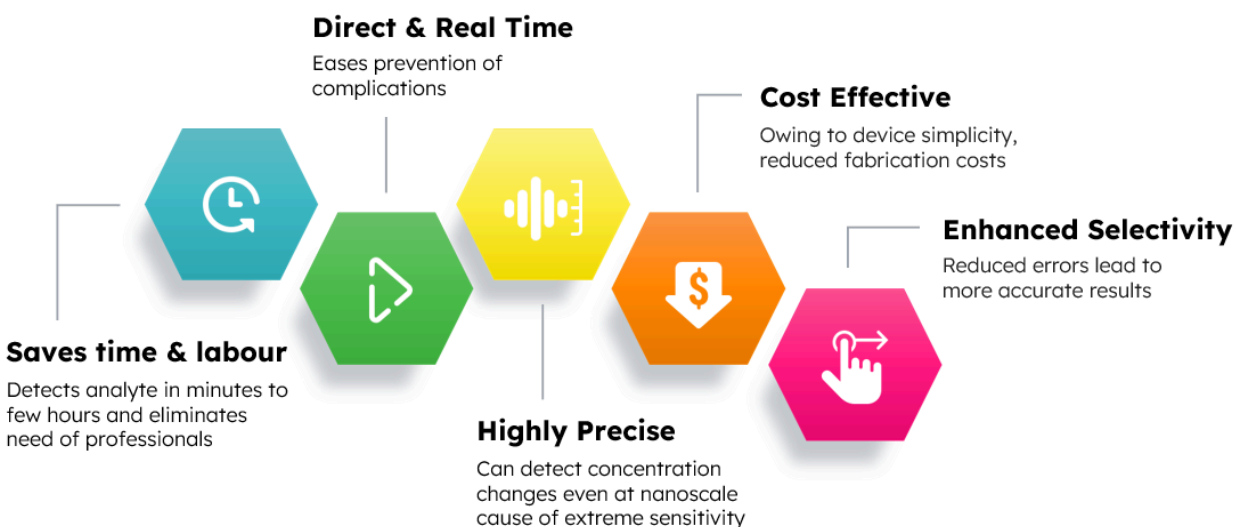 Direct & Real Time
Eases prevention of
complications
Cost Effective
Owing to device simplicity,
reduced fabrication costs
Enhanced Selectivity
Reduced errors lead to
more accurate results
$
Saves time & labour
Detects analyte in minutes to
few hours and eliminates
need of professionals
Highly Precise
Can detect concentration
changes even at nanoscale
cause of extreme sensitivity